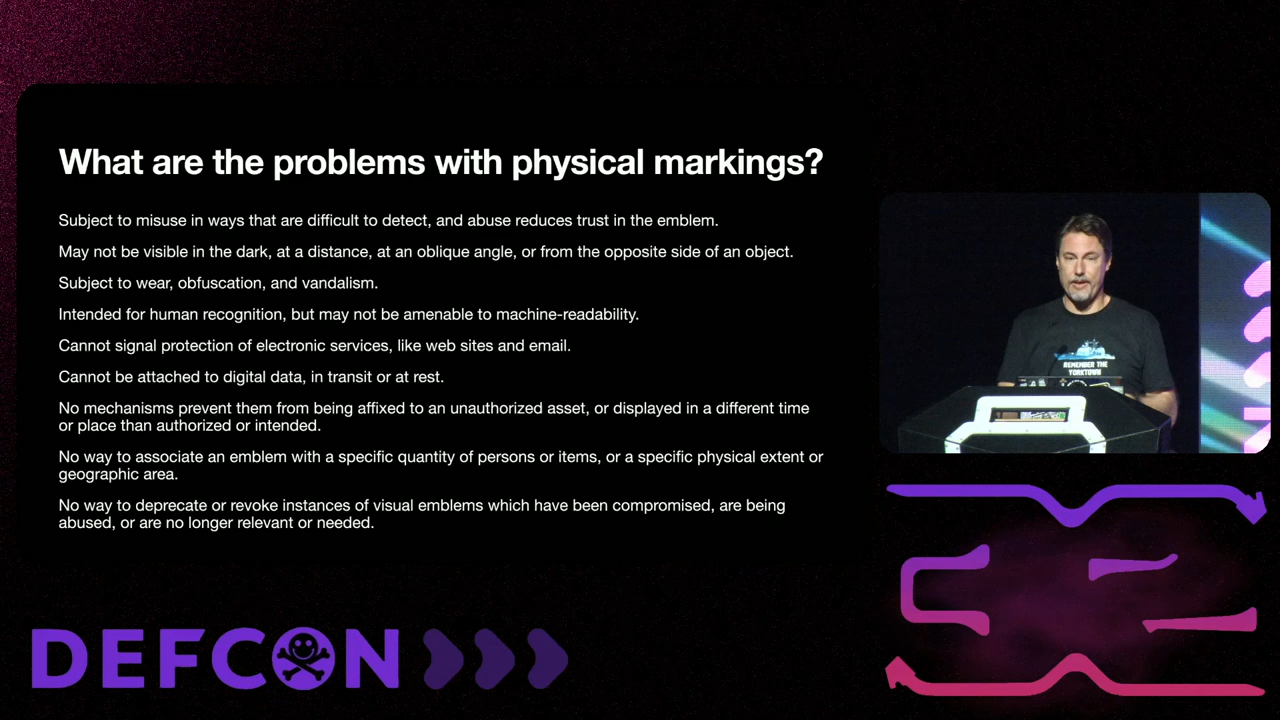 What are the problems with physical markings?
Subject to misuse in ways that are difficult to detect, and abuse reduces trust in the emblem.
May not be visible in the dark, at a distance, at an oblique angle, or from the opposite side of an object.
Subject to wear, obfuscation, and vandalism.
Intended for human recognition, but may not be amenable to machine-readability.
Cannot signal protection of electronic services, like web sites and email.
Cannot be attached to digital data, in transit or at rest.
No mechanisms prevent them from being affixed to an unauthorized asset, or displayed in a different time
or place than authorized or intended.
No way to associate an emblem with a specific quantity of persons or items, or a specific physical extent or
geographic area.
No way to deprecate or revoke instances of visual emblems which have been compromised, are being
abused, or are no longer relevant or needed.
REMEMBER THE
YORKTOWN
DEFCON